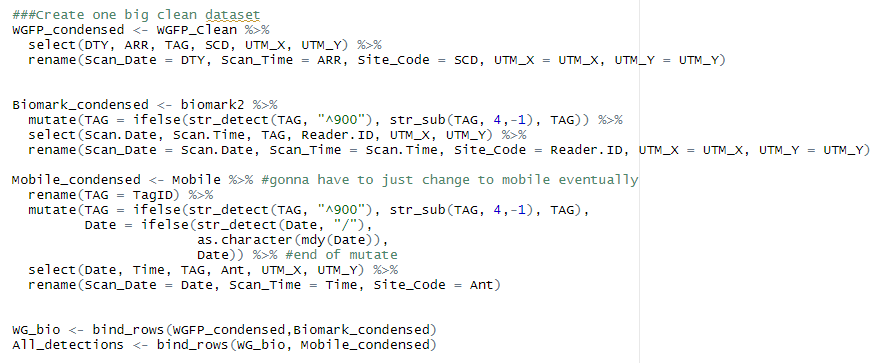 ###Create one big clean dataset
WGFP_condensed <- WGFP_Clean %>%
  select(DTY, ARR, TAG, SCD, UTM_X, UTM_Y) %>%
  rename(Scan_Date = DTY, Scan_Time = ARR, Site_Code = SCD, UTM_X = UTM_X, UTM_Y = UTM_Y)
Biomark_condensed <- biomark2 %>%
  mutate(TAG = ifelse(str_detect(TAG, "^900"), str_sub(TAG, 4,-1), TAG)) %>%
  select(Scan.Date, Scan.Time, TAG, Reader.ID, UTM_X, UTM_Y) %>%
  rename(Scan_Date = Scan.Date, Scan_Time = Scan.Time, Site_Code = Reader.ID, UTM_X = UTM_X, UTM_Y = UTM_Y)
Mobile_condensed <- Mobile %>% #gonna have to just change to mobile eventually
  rename(TAG = TagID) %>%
  mutate(TAG = ifelse(str_detect(TAG, "^900"), str_sub(TAG, 4,-1), TAG),
         Date = ifelse(str_detect(Date, "/"),
                       as.character(mdy(Date)),
                       Date)) %>% #end of mutate
  select(Date, Time, TAG, Ant, UTM_X, UTM_Y) %>%
  rename(Scan_Date = Date, Scan_Time = Time, Site_Code = Ant)
WG_bio <- bind_rows(WGFP_condensed,Biomark_condensed)
All_detections <- bind_rows(WG_bio, Mobile_condensed)